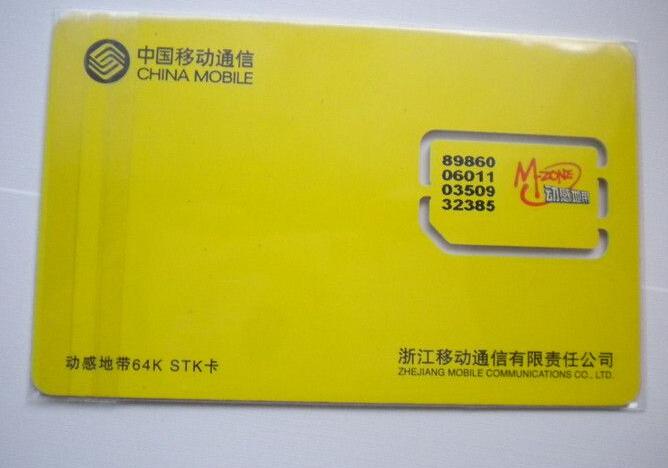 中国移动通信
CHINA MOBILE
89860
06011
03509
32385
M-ZONE
动感地带
动感地带64K STK卡
浙江移动通信有限责任公司
ZHEJIANG MOBILE COMMUNICATIONS CO., LTD.